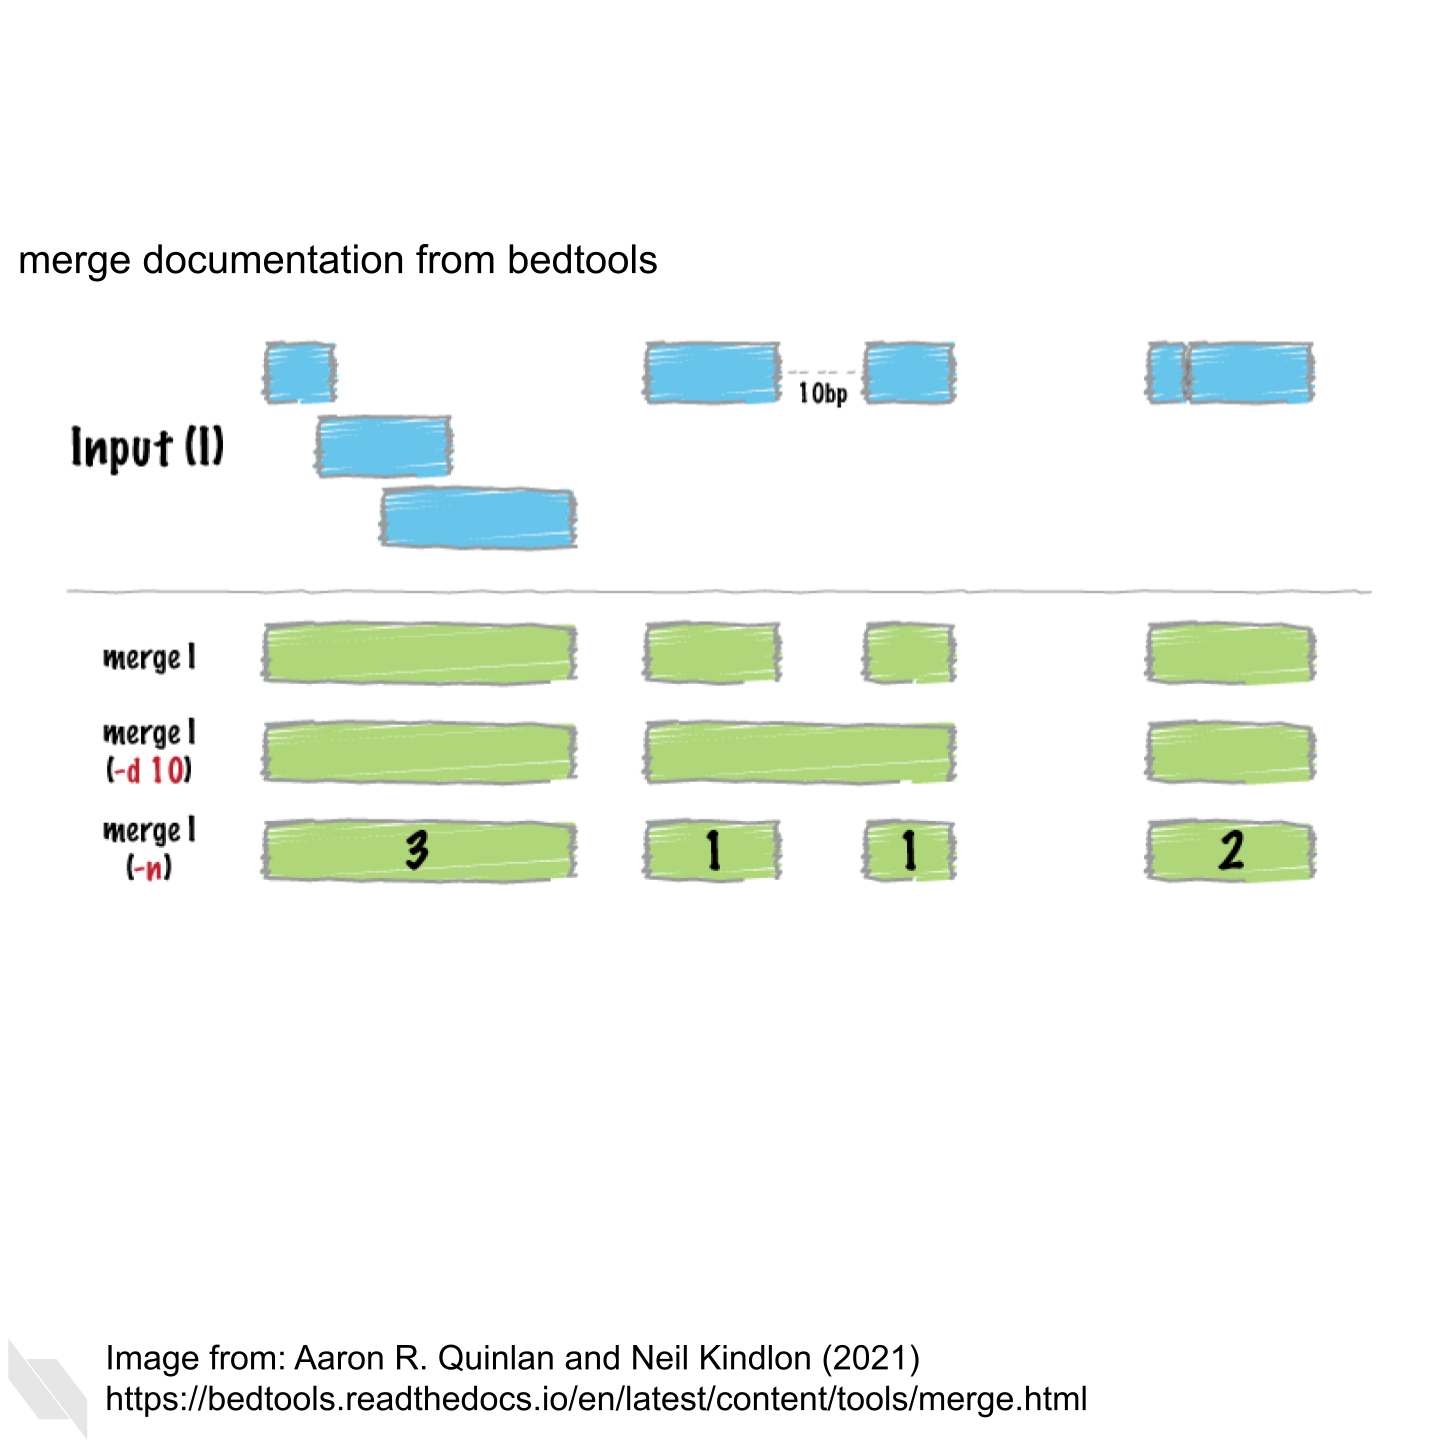 merge documentation from bedtools
10bp
Input (I)
merge I
merge I
(-d 10)
merge I
(-n)
3
1
1
2
Image from: Aaron R. Quinlan and Neil Kindlon (2021)
https://bedtools.readthedocs.io/en/latest/content/tools/merge.html